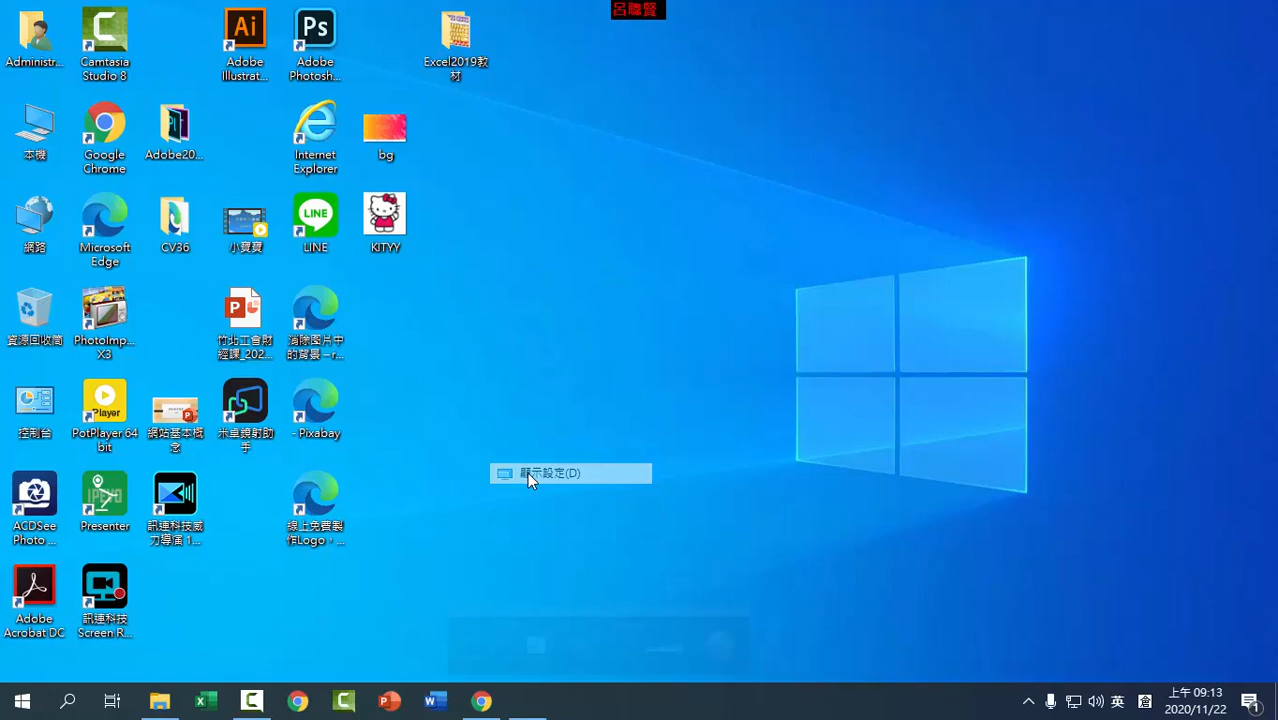 呂聰賢
Administr...
Camtasia
Studio 8
Ai
Adobe
Illustrat...
Ps
Adobe
Photosh...
Excel2019教
材
本機
Google
Chrome
Adobe20...
Internet
Explorer
bg
網路
Microsoft
Edge
CV36
小寶寶
LINE
LINE
KITYY
資源回收筒
PhotoImp...
X3
P
竹北工會財
經課_202...
消除图片中
的背景 – r...
控制台
Player
PotPlayer 64
bit
網站基本概
念
米卓鏡射助
手
- Pixabay
顯示設定(D)
ACDSee
Photo ...
IPEVO
Presenter
訊連科技威
力導演 1...
線上免費製
作Logo，...
Adobe
Acrobat DC
訊連科技
Screen R...
英
倉
上午 09:13
2020/11/22
1